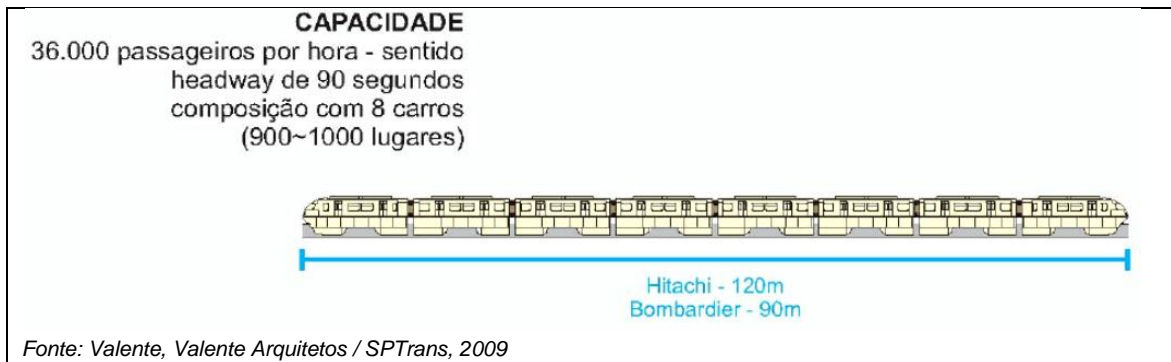 CAPACIDADE
36.000 passageiros por hora - sentido
headway de 90 segundos
composição com 8 carros
(900~1000 lugares)
Hitachi - 120m
Bombardier - 90m
Fonte: Valente, Valente Arquitetos / SPTrans, 2009